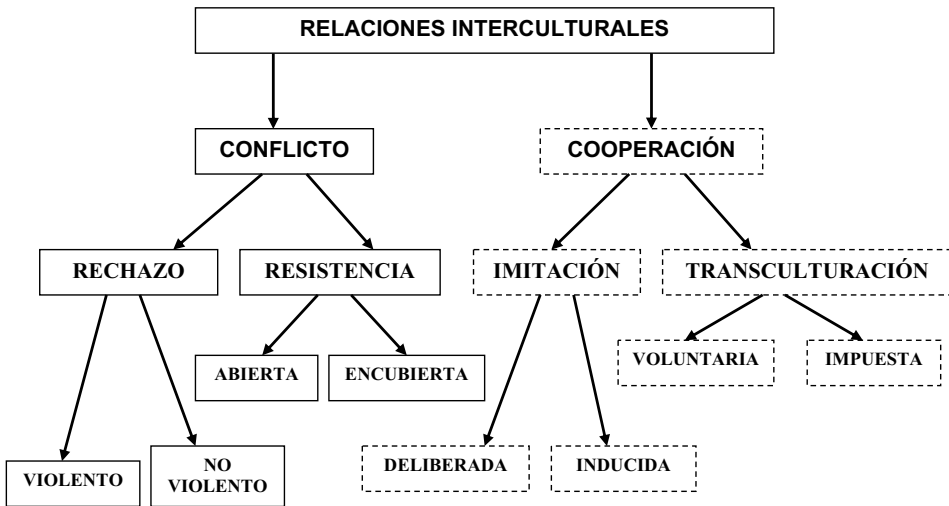 RELACIONES INTERCULTURALES
CONFLICTO
COOPERACIÓN
RECHAZO
RESISTENCIA
IMITACIÓN
TRANSCULTURACIÓN
ABIERTA
ENCUBIERTA
VOLUNTARIA
IMPUESTA
VIOLENTO
NO
VIOLENTO
DELIBERADA
INDUCIDA